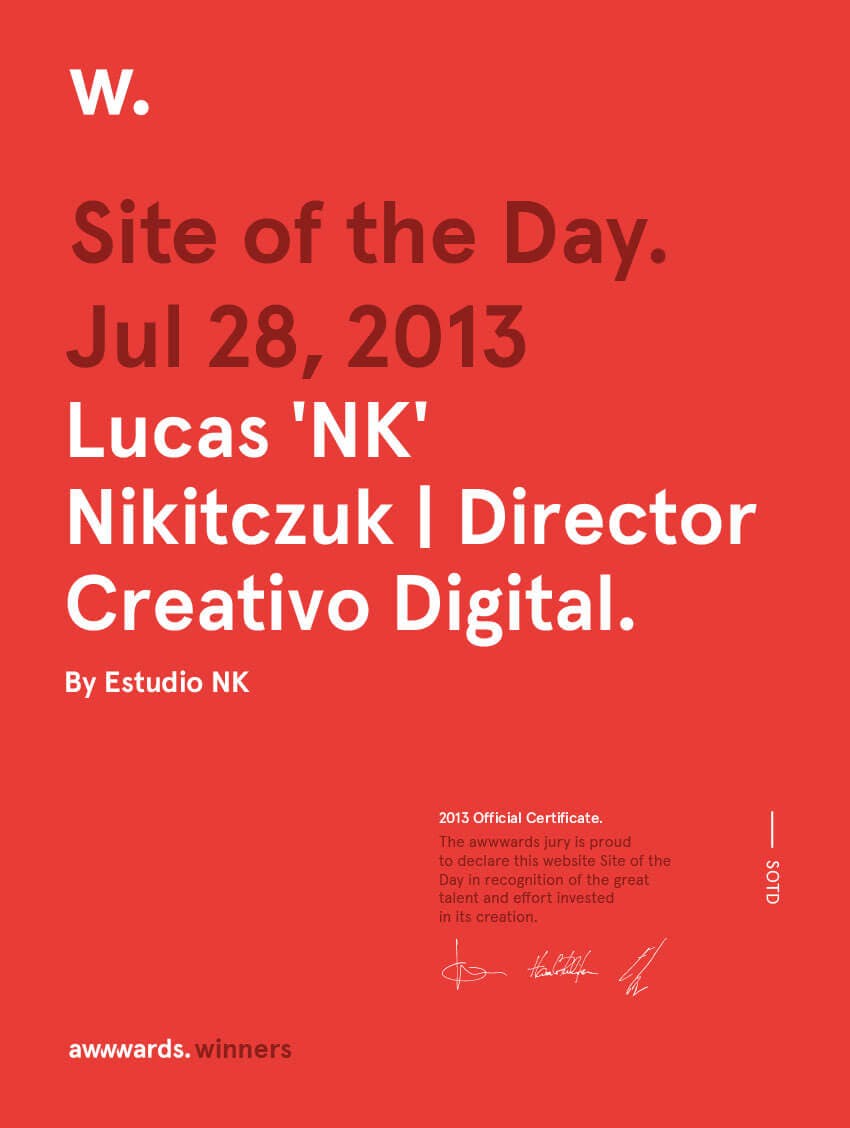 w.
Site of the Day.
Jul 28, 2013
Lucas 'NK'
Nikitczuk | Director
Creativo Digital.
By Estudio NK
2013 Official Certificate.
The awwwards jury is proud
to declare this website Site of the
Day in recognition of the great
talent and effort invested
in its creation.
SOTD
awwwards. winners